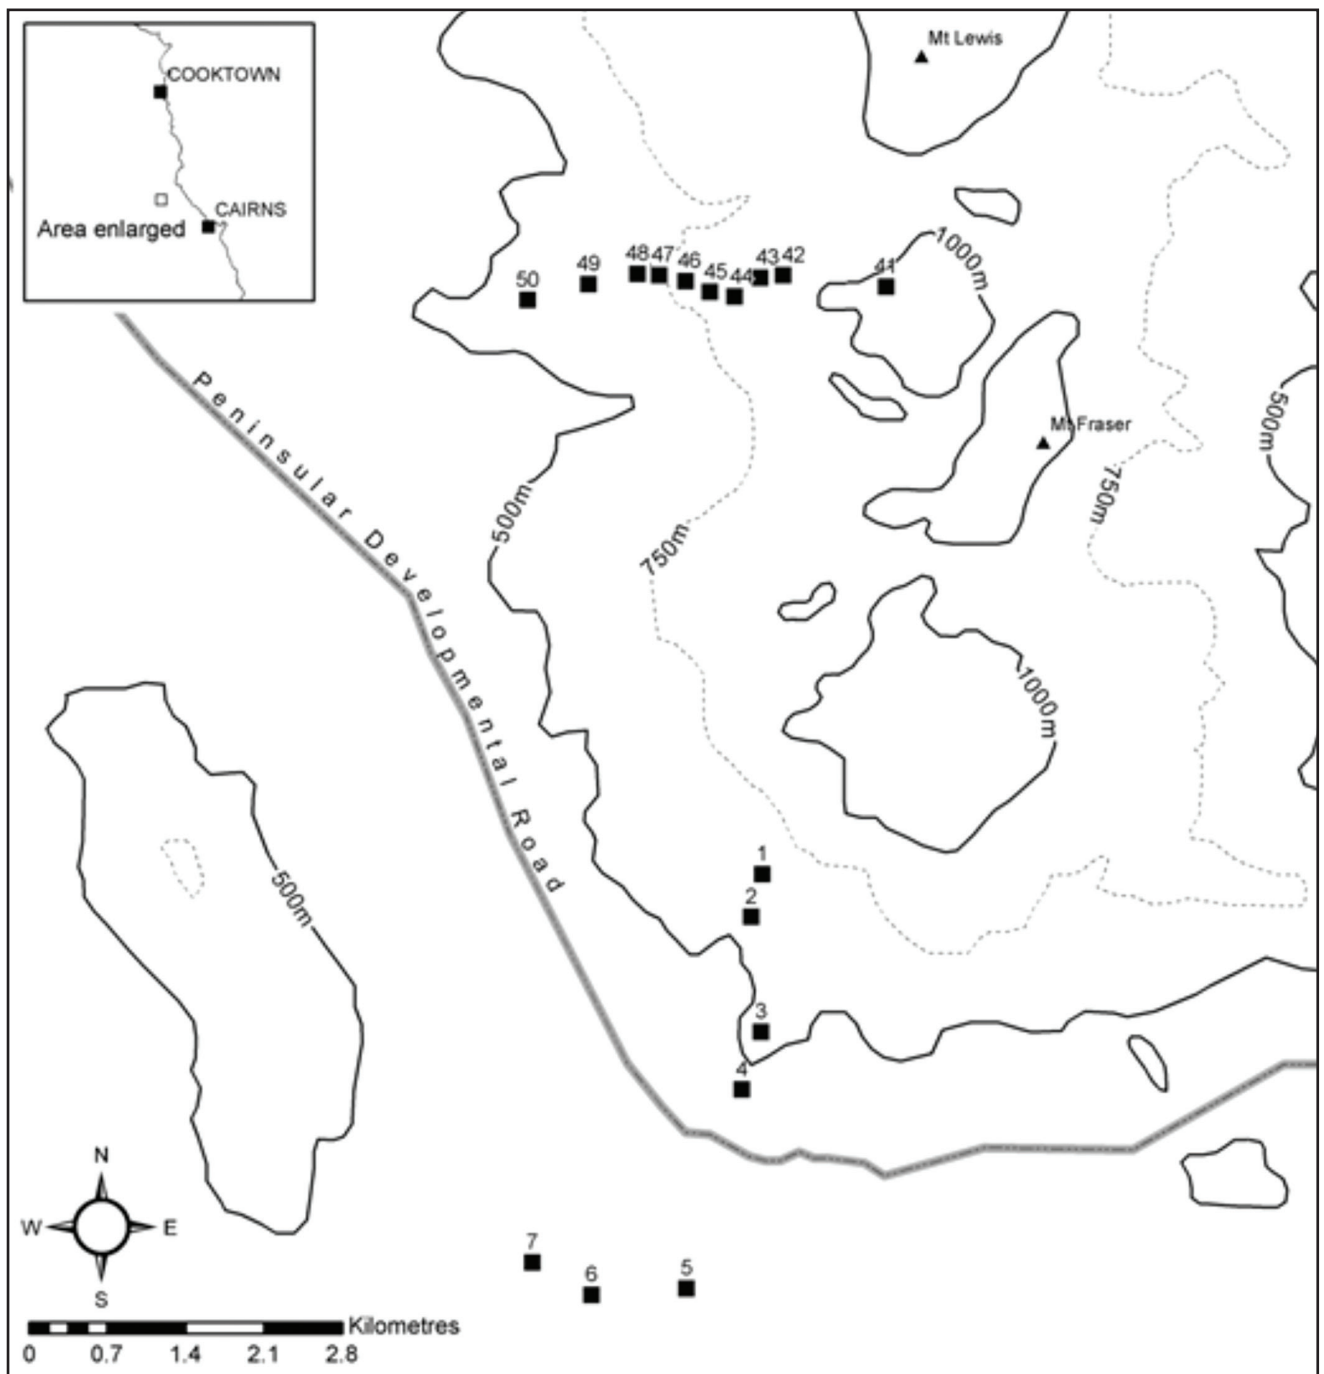 Mt Lewis
COOKTOWN
CAIRNS
Area enlarged
1000m
50
49
48
47
46
45
44
43
42
41
Peninsular Developmental Road
Mt Fraser
500m
750m
500m
750m
1000m
500m
1
2
3
4
N
W
E
S
7
6
5
Kilometres
0 0.7 1.4 2.1 2.8